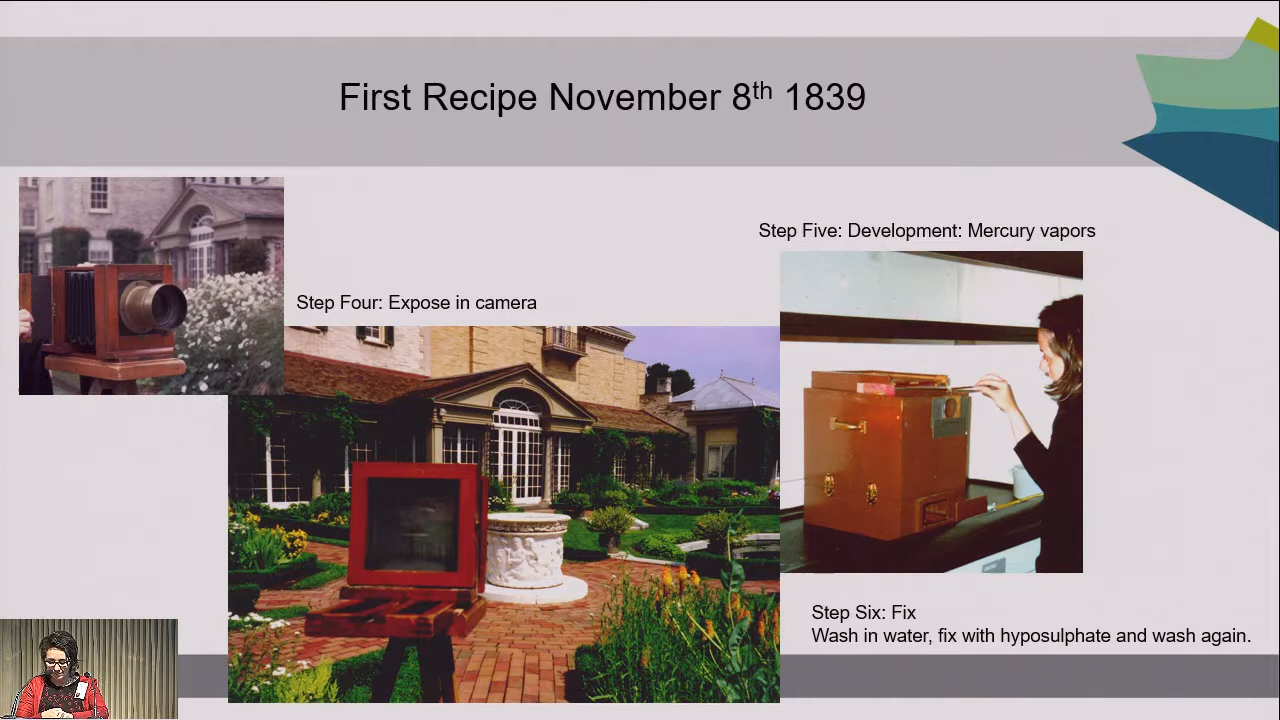 First Recipe November 8th 1839
Step Five: Development: Mercury vapors
Step Four: Expose in camera
Step Six: Fix
Wash in water, fix with hyposulphate and wash again.